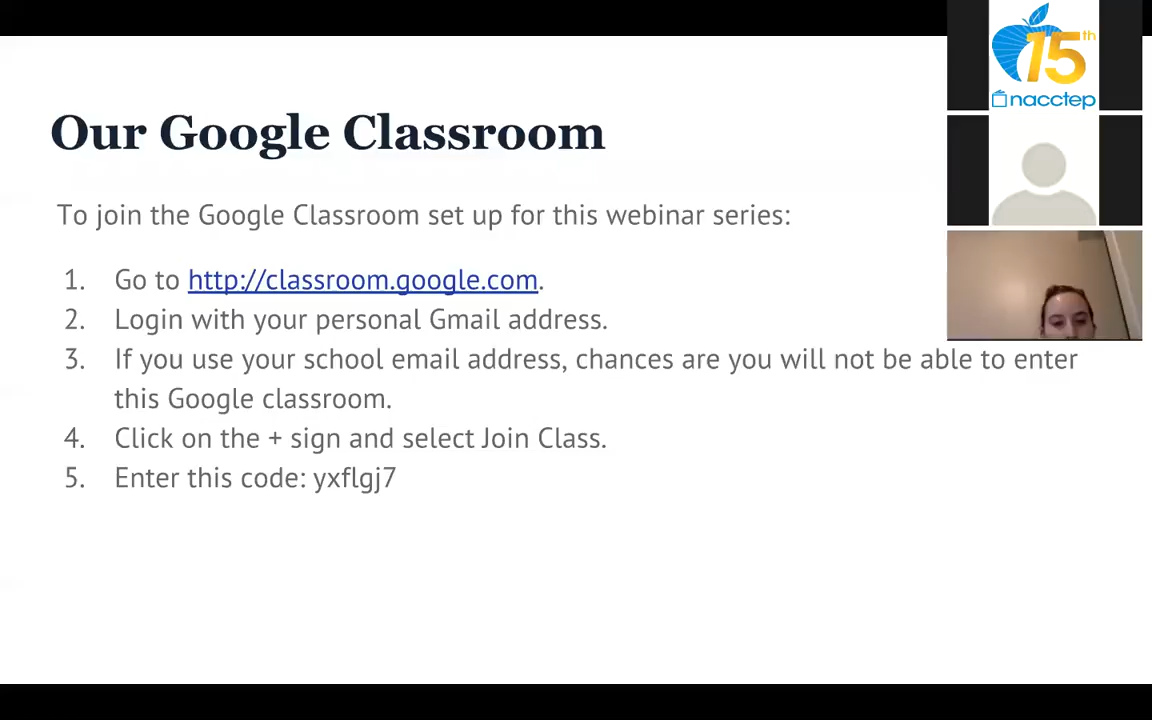 15th
nacctep
Our Google Classroom
To join the Google Classroom set up for this webinar series:
1. Go to http://classroom.google.com.
2. Login with your personal Gmail address.
3. If you use your school email address, chances are you will not be able to enter
this Google classroom.
4. Click on the + sign and select Join Class.
5. Enter this code: yxflgj7